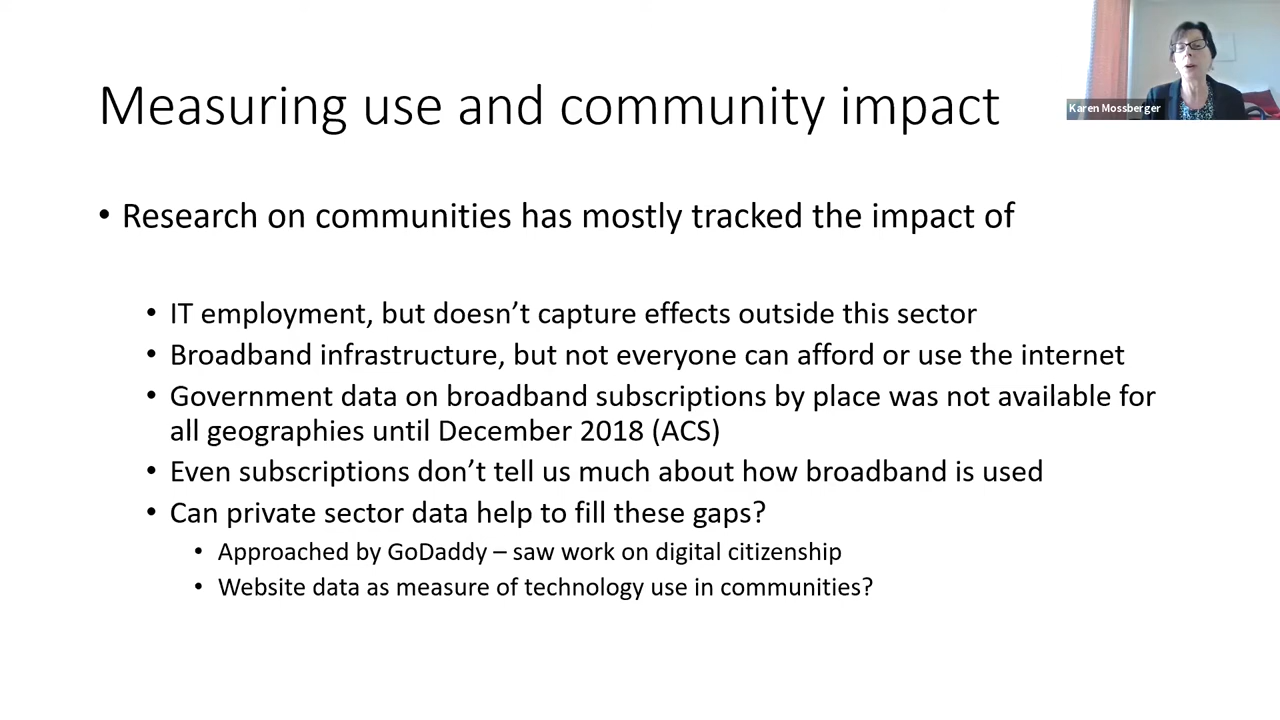 Measuring use and community impact
Karen Mossberger
• Research on communities has mostly tracked the impact of
• IT employment, but doesn't capture effects outside this sector
• Broadband infrastructure, but not everyone can afford or use the internet
• Government data on broadband subscriptions by place was not available for
all geographies until December 2018 (ACS)
• Even subscriptions don't tell us much about how broadband is used
• Can private sector data help to fill these gaps?
• Approached by GoDaddy – saw work on digital citizenship
• Website data as measure of technology use in communities?